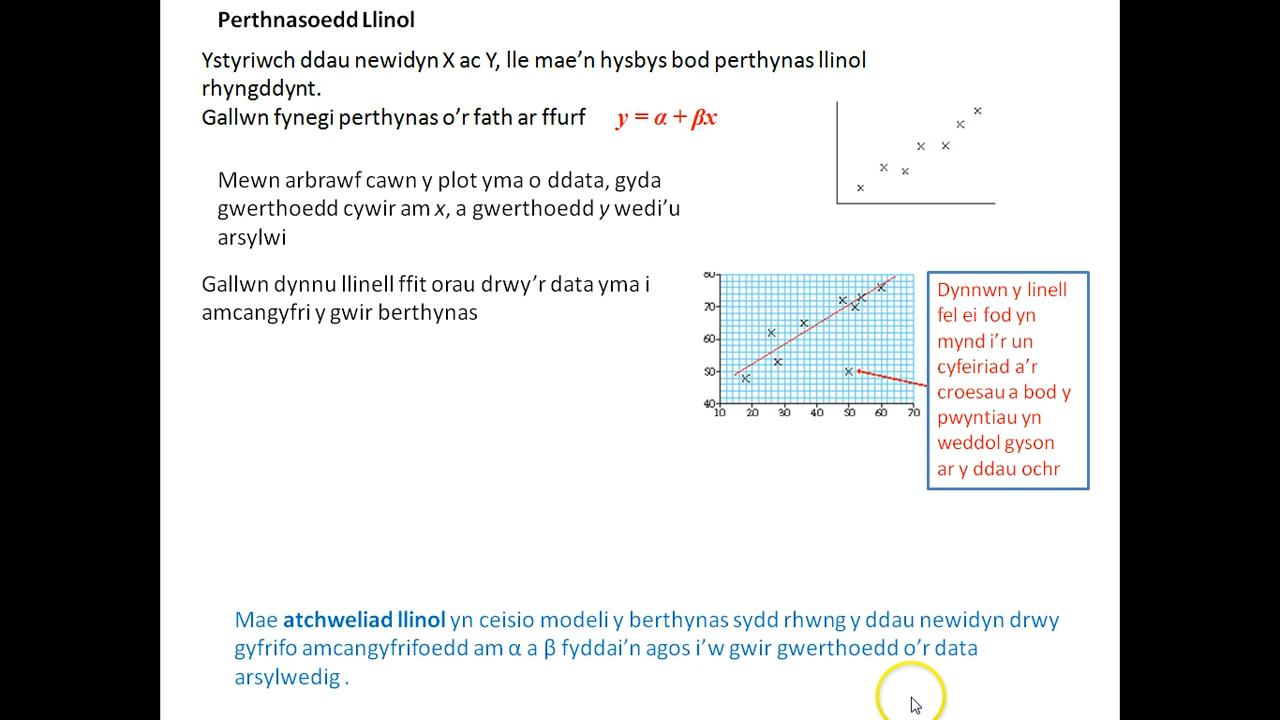 Perthnasoedd Llinol
Ystyriwch ddau newidyn X ac Y, lle mae’n hysbys bod perthynas llinol
rhyngddynt.
Gallwn fynegi perthynas o’r fath ar ffurf y = α + βx
Mewn arbrawf cawn y plot yma o ddata, gyda
gwerthoedd cywir am x, a gwerthoedd y wedi’u
arsylwi
Gallwn dynnu llinell ffit orau drwy’r data yma i
amcangyfri y gwir berthynas
80
70
60
50
40
10 20 30 40 50 60 70
Dynnwn y linell
fel ei fod yn
mynd i’r un
cyfeiriad a’r
croesau a bod y
pwyntiau yn
weddol gyson
ar y ddau ochr
Mae atchweliad llinol yn ceisio modeli y berthynas sydd rhwng y ddau newidyn drwy
gyfrifo amcangyfrifoedd am α a β fyddai’n agos i’w gwir gwerthoedd o’r data
arsylwedig .